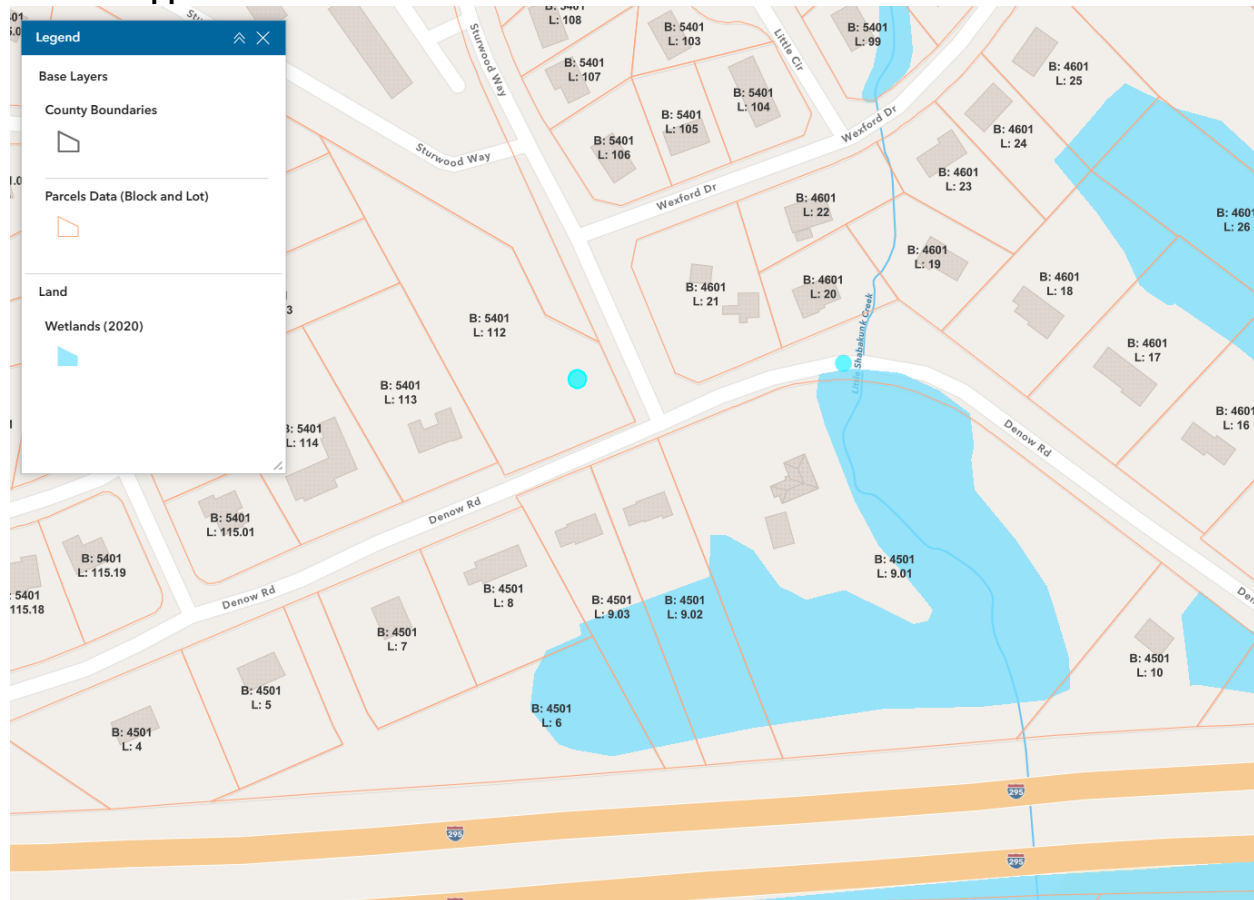 Legend
Base Layers
County Boundaries
Parcels Data (Block and Lot)
Land
Wetlands (2020)
L: 108
B: 5401
L: 107
B: 5401
L: 103
B: 5401
L: 104
B: 5401
L: 105
B: 5401
L: 106
B: 5401
L: 99
Sturwood Way
Sturwood Way
Little Cir
Wexford Dr
Wexford Dr
B: 4601
L: 25
B: 4601
L: 24
B: 4601
L: 23
B: 4601
L: 22
B: 4601
L: 26
B: 4601
L: 21
B: 4601
L: 20
B: 4601
L: 19
B: 4601
L: 18
B: 4601
L: 17
B: 4601
L: 16
Little Shabakunk Creek
B: 5401
L: 112
B: 5401
L: 113
B: 5401
L: 114
B: 5401
L: 115.01
B: 5401
L: 115.19
5401
115.18
Denow Rd
Denow Rd
Denow Rd
B: 4501
L: 9.01
B: 4501
L: 9.02
B: 4501
L: 9.03
B: 4501
L: 8
B: 4501
L: 7
B: 4501
L: 6
B: 4501
L: 5
B: 4501
L: 4
B: 4501
L: 10
295
295
295
295